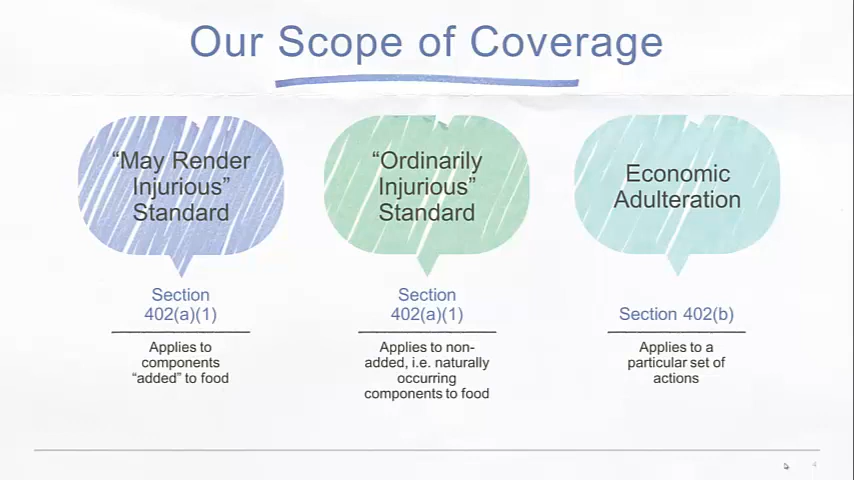 Our Scope of Coverage
“May Render
Injurious”
Standard
“Ordinarily
Injurious”
Standard
Economic
Adulteration
Section
402(a)(1)
Applies to
components
“added” to food
Section
402(a)(1)
Applies to non-
added, i.e. naturally
occurring
components to food
Section 402(b)
Applies to a
particular set of
actions
4